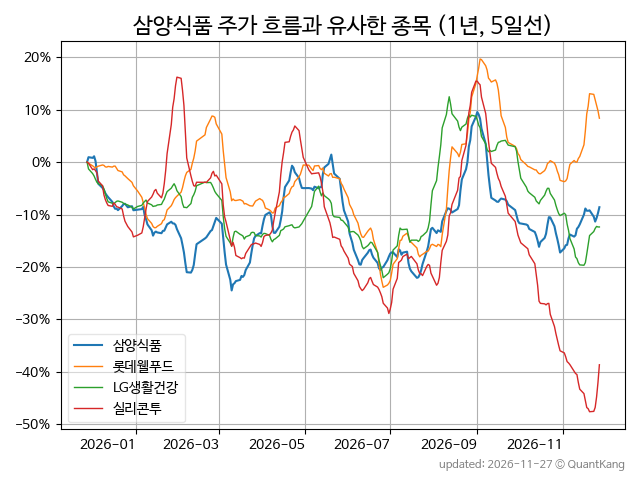 삼양식품 주가 흐름과 유사한 종목 (1년, 5일선)
20%
10%
0%
−10%
−20%
−30%
−40%
−50%
삼양식품
롯데웰푸드
LG생활건강
실리콘투
2026-01
2026-03
2026-05
2026-07
2026-09
2026-11
updated: 2026-11-27 © QuantKang